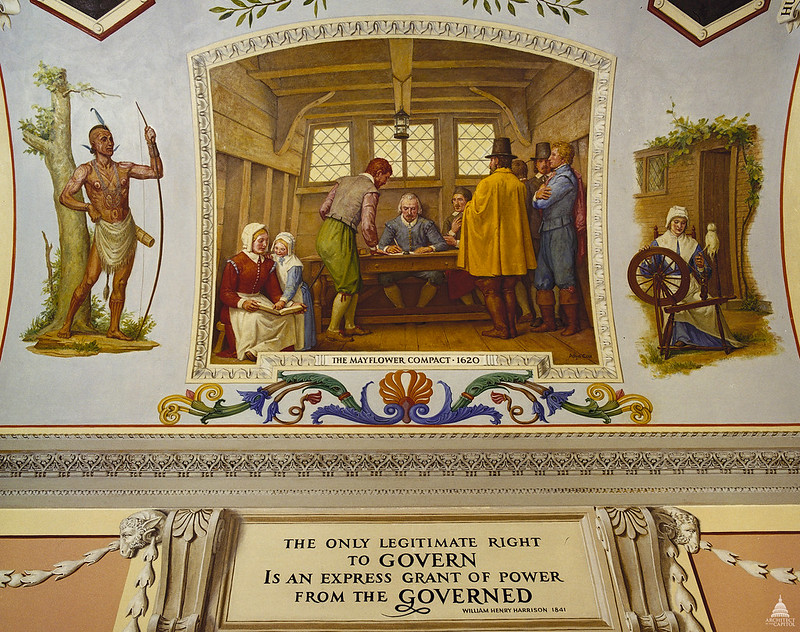 HU
THE MAYFLOWER COMPACT · 1620
THE ONLY LEGITIMATE RIGHT
TO GOVERN
IS AN EXPRESS GRANT OF POWER
FROM THE GOVERNED
WILLIAM HENRY HARRISON 1841
ARCHITECT
OF THE CAPITOL